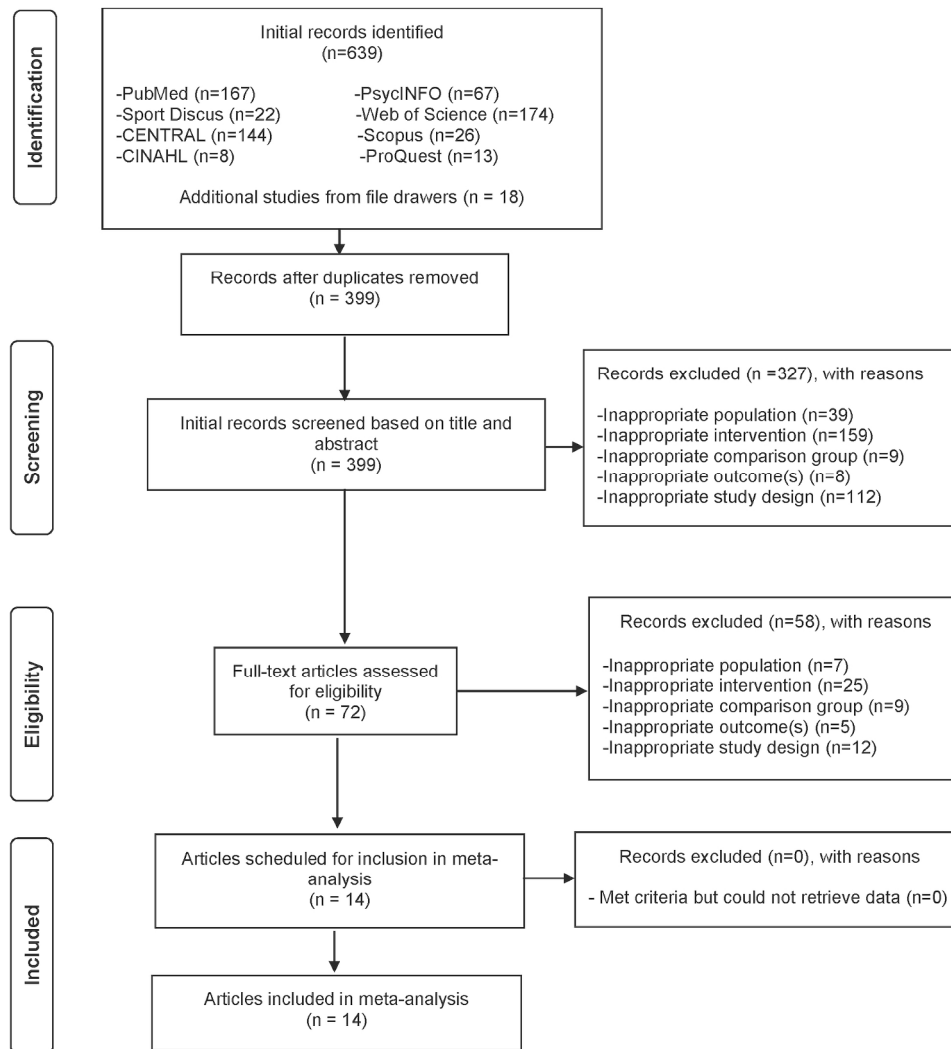 Identification
Initial records identified
(n=639)
-PubMed (n=167)
-Sport Discus (n=22)
-CENTRAL (n=144)
-CINAHL (n=8)
-PsycINFO (n=67)
-Web of Science (n=174)
-Scopus (n=26)
-ProQuest (n=13)
Additional studies from file drawers (n = 18)
Records after duplicates removed
(n = 399)
Screening
Initial records screened based on title and
abstract
(n = 399)
Records excluded (n =327), with reasons
-Inappropriate population (n=39)
-Inappropriate intervention (n=159)
-Inappropriate comparison group (n=9)
-Inappropriate outcome(s) (n=8)
-Inappropriate study design (n=112)
Eligibility
Full-text articles assessed
for eligibility
(n = 72)
Records excluded (n=58), with reasons
-Inappropriate population (n=7)
-Inappropriate intervention (n=25)
-Inappropriate comparison group (n=9)
-Inappropriate outcome(s) (n=5)
-Inappropriate study design (n=12)
Included
Articles scheduled for inclusion in meta-
analysis
(n = 14)
Records excluded (n=0), with reasons
- Met criteria but could not retrieve data (n=0)
Articles included in meta-analysis
(n = 14)